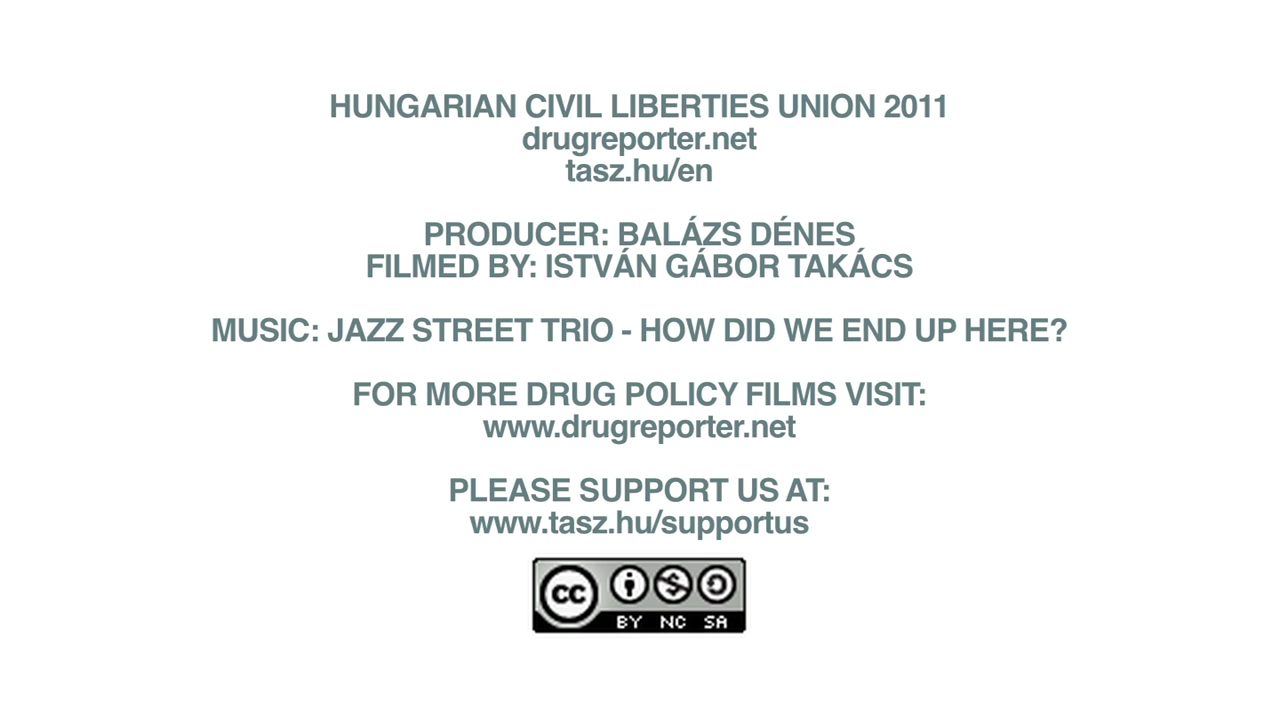 HUNGARIAN CIVIL LIBERTIES UNION 2011
drugreporter.net
tasz.hu/en
PRODUCER: BALÁZS DÉNES
FILMED BY: ISTVÁN GÁBOR TAKÁCS
MUSIC: JAZZ STREET TRIO - HOW DID WE END UP HERE?
FOR MORE DRUG POLICY FILMS VISIT:
www.drugreporter.net
PLEASE SUPPORT US AT:
www.tasz.hu/supportus
CC
BY NC SA